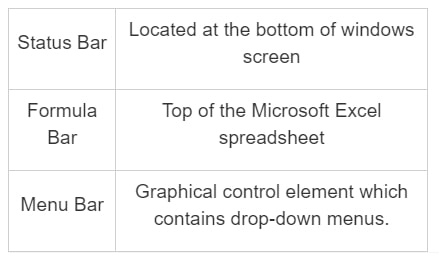 Status Bar
Located at the bottom of windows
screen
Formula
Bar
Top of the Microsoft Excel
spreadsheet
Menu Bar
Graphical control element which
contains drop-down menus.